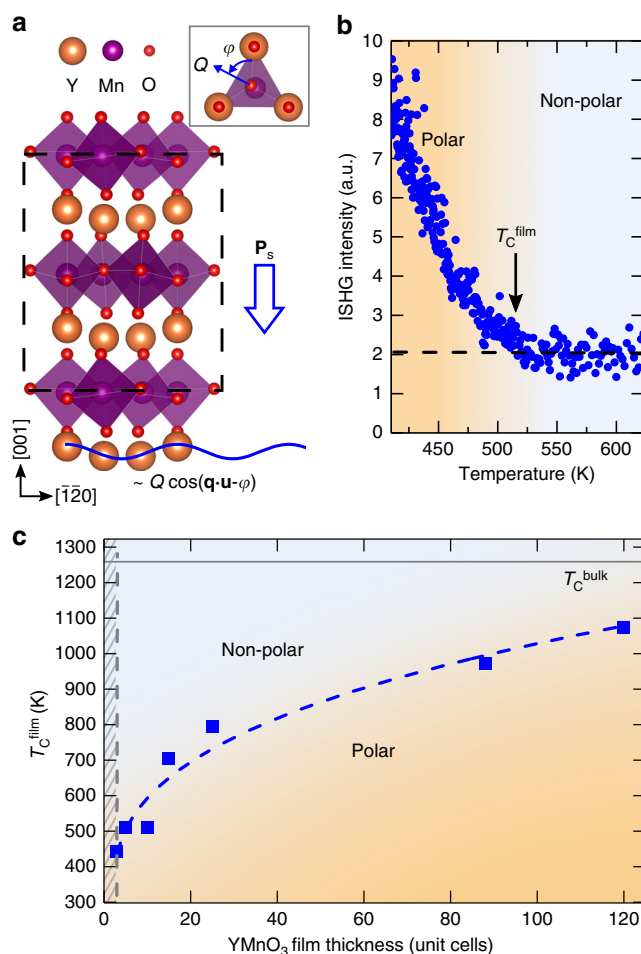 a
Y Mn O
Q φ
Pₛ
[001]
[1̅1̅20]
~ Q cos(q·u-φ)
b
10
9
8
7
6
5
4
3
2
1
0
ISHG intensity (a.u.)
Polar
Non-polar
T_C^film
450 500 550 600
Temperature (K)
c
1300
1200
1100
1000
900
800
700
600
500
400
300
T_C^film (K)
T_C^bulk
Non-polar
Polar
0 20 40 60 80 100 120
YMnO₃ film thickness (unit cells)